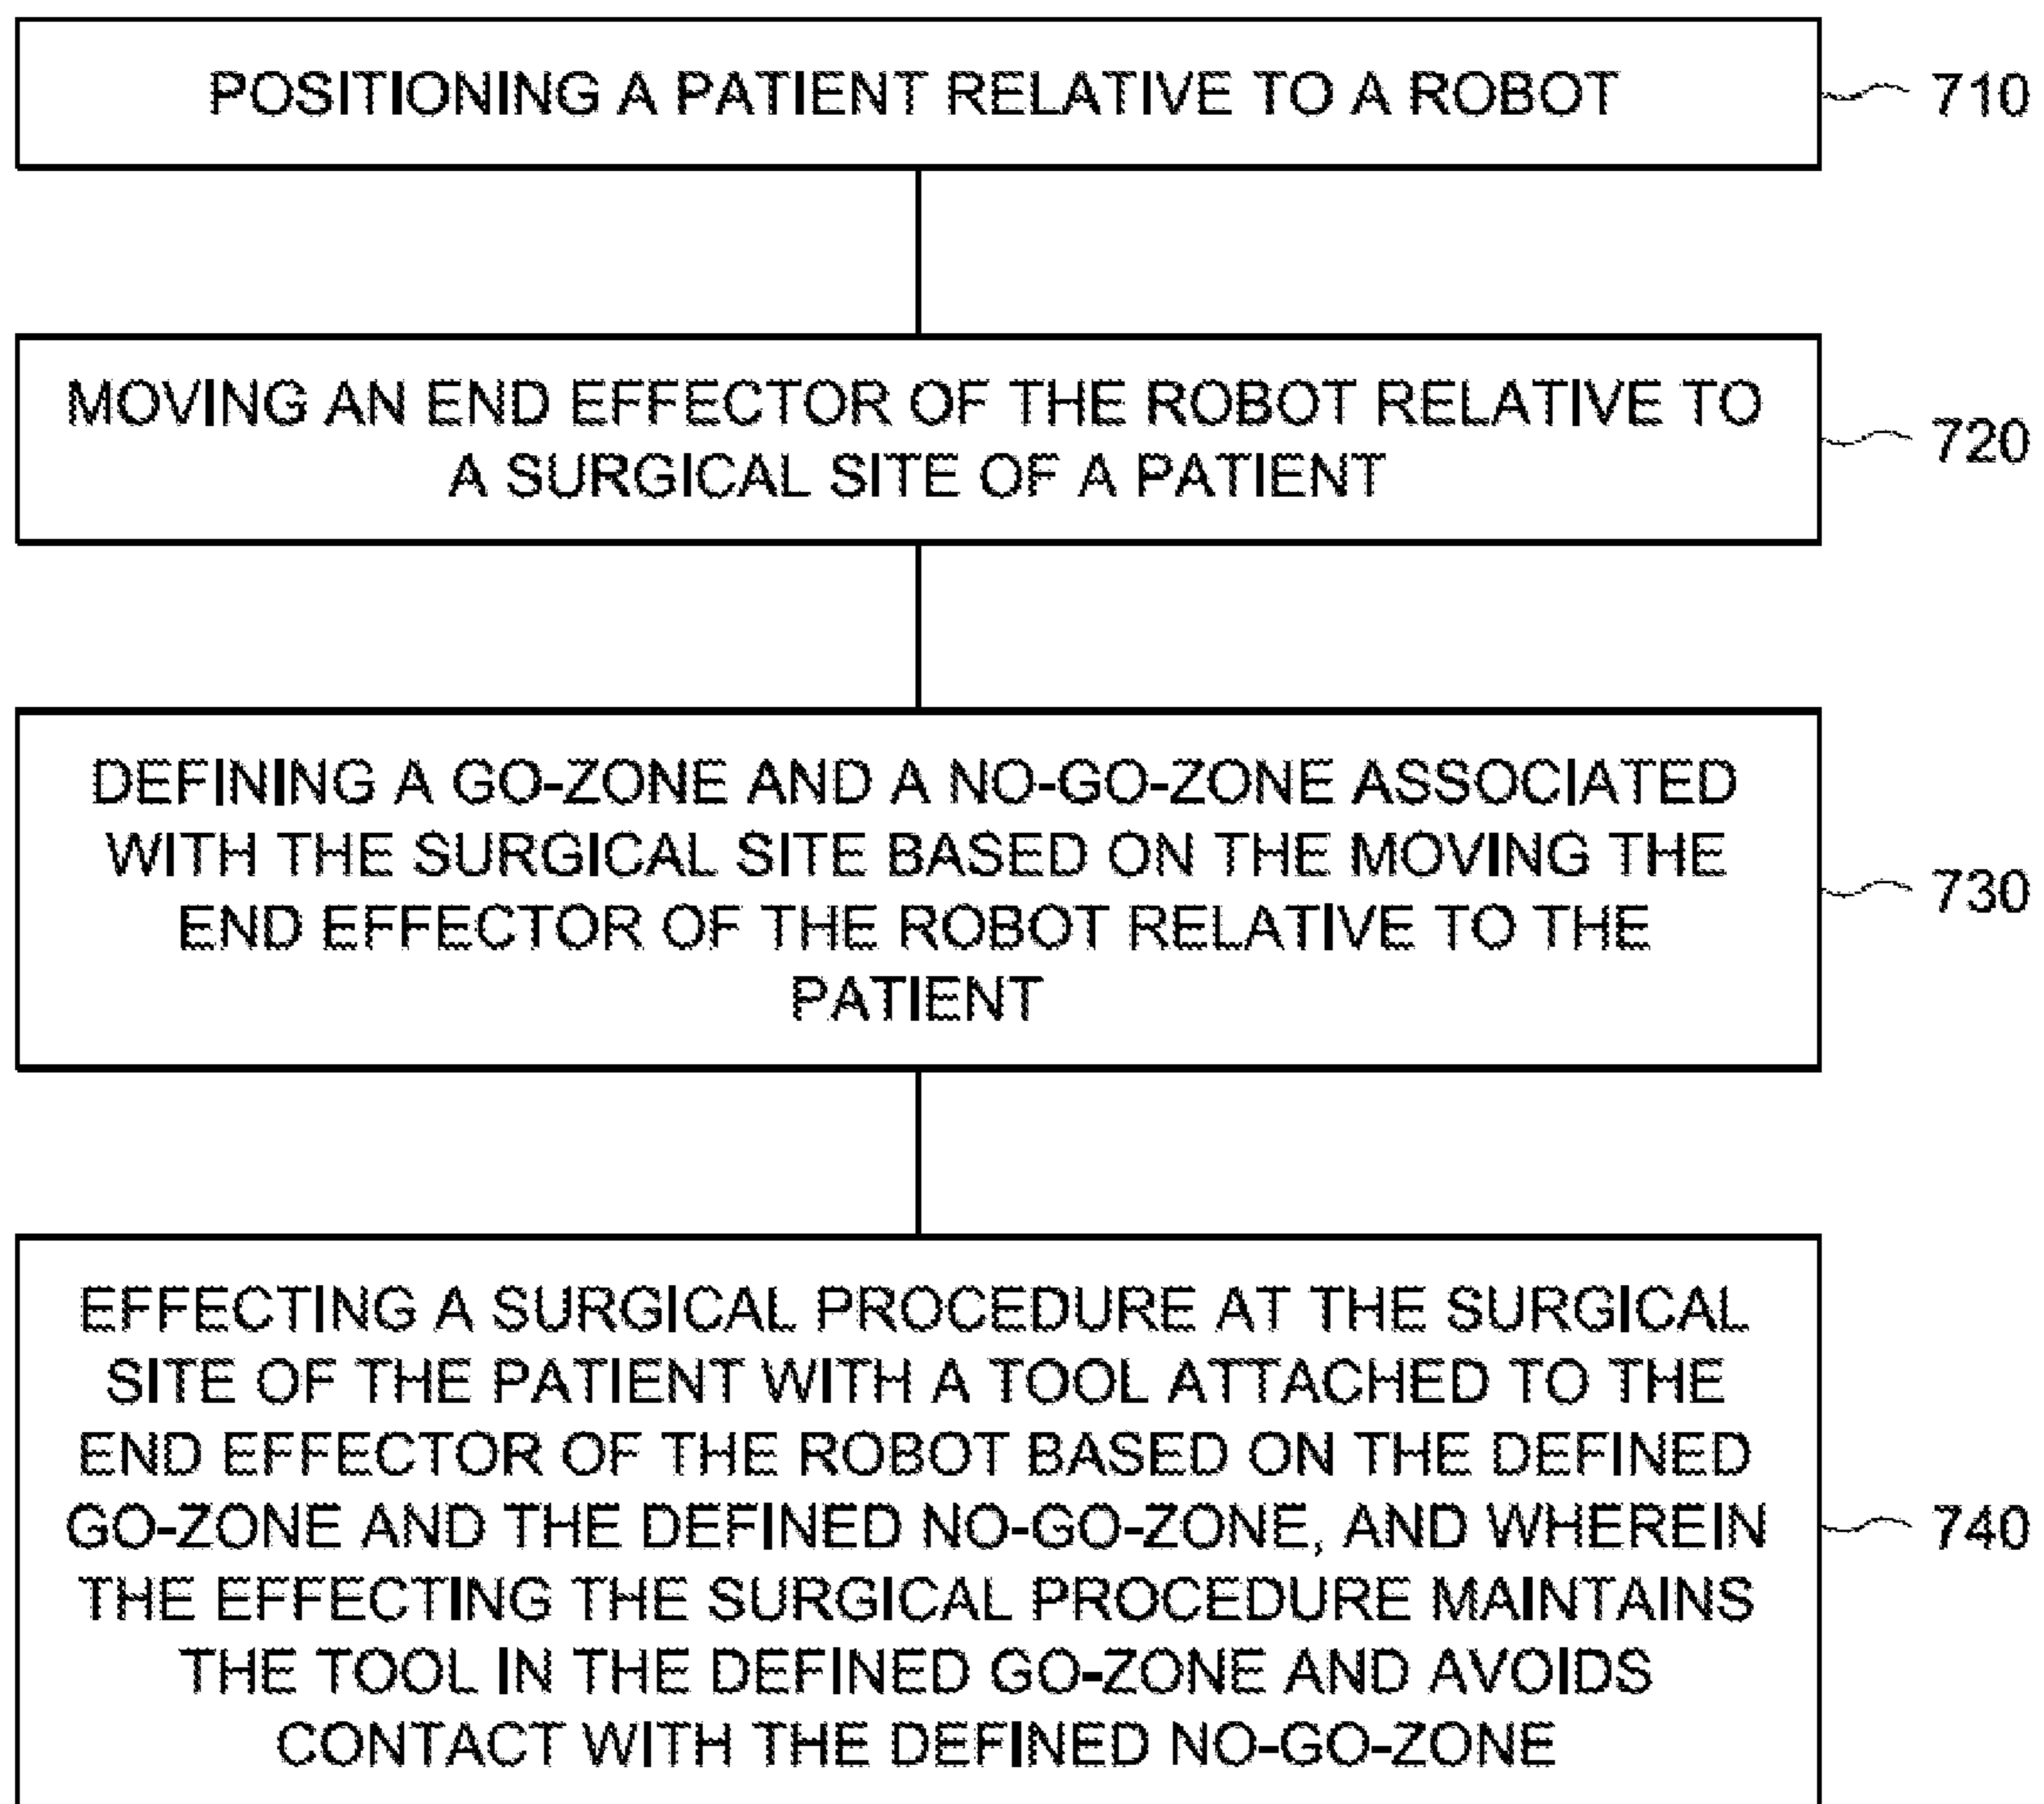 POSITIONING A PATIENT RELATIVE TO A ROBOT
710
MOVING AN END EFFECTOR OF THE ROBOT RELATIVE TO
A SURGICAL SITE OF A PATIENT
720
DEFINING A GO-ZONE AND A NO-GO-ZONE ASSOCIATED
WITH THE SURGICAL SITE BASED ON THE MOVING THE
END EFFECTOR OF THE ROBOT RELATIVE TO THE
PATIENT
730
EFFECTING A SURGICAL PROCEDURE AT THE SURGICAL
SITE OF THE PATIENT WITH A TOOL ATTACHED TO THE
END EFFECTOR OF THE ROBOT BASED ON THE DEFINED
GO-ZONE AND THE DEFINED NO-GO-ZONE, AND WHEREIN
THE EFFECTING THE SURGICAL PROCEDURE MAINTAINS
THE TOOL IN THE DEFINED GO-ZONE AND AVOIDS
CONTACT WITH THE DEFINED NO-GO-ZONE
740